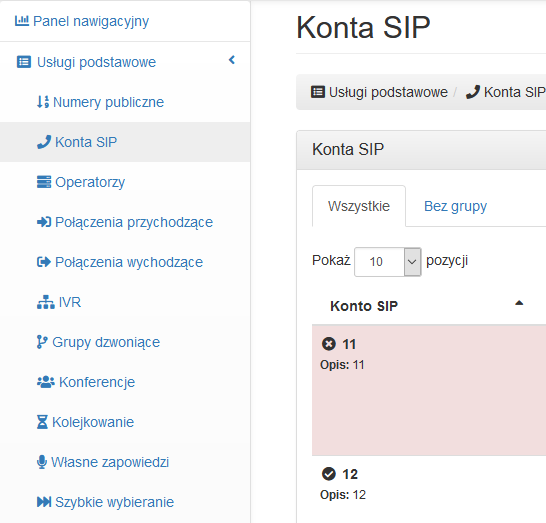 Panel nawigacyjny
Usługi podstawowe
Numery publiczne
Konta SIP
Operatorzy
Połączenia przychodzące
Połączenia wychodzące
IVR
Grupy dzwoniące
Konferencje
Kolejkowanie
Własne zapowiedzi
Szybkie wybieranie
Konta SIP
Usługi podstawowe / Konta SIP
Konta SIP
Wszystkie Bez grupy
Pokaż 10 pozycji
Konto SIP
11
Opis: 11
12
Opis: 12